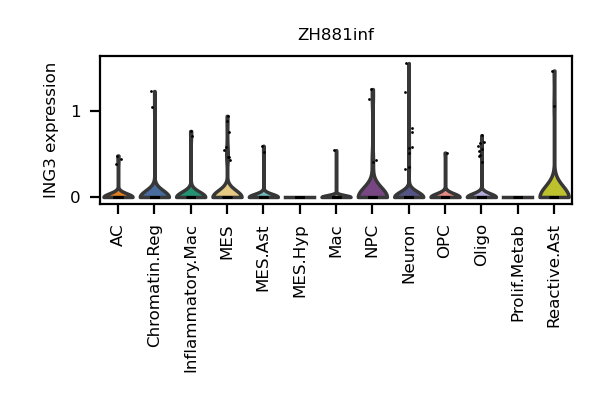 ZH881inf
ING3 expression
1
0
AC
Chromatin.Reg
Inflammatory.Mac
MES
MES.Ast
MES.Hyp
Mac
NPC
Neuron
OPC
Oligo
Prolif.Metab
Reactive.Ast